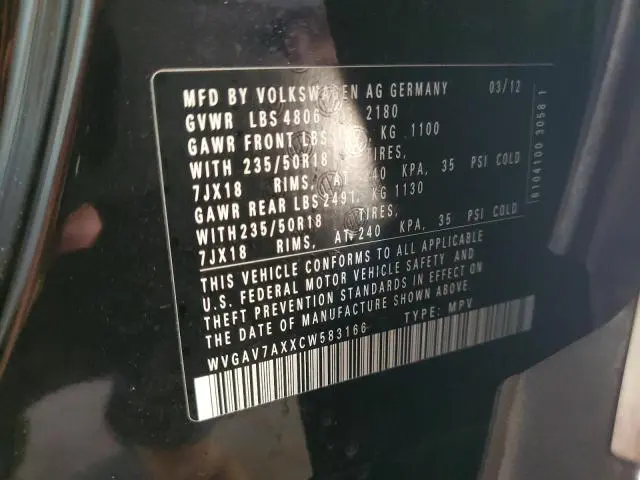 MFD BY VOLKSWAGEN AG GERMANY 03/12
GVWR LBS 4806 2180
GAWR FRONT LBS KG .1100
WITH 235/50R18 TIRES,
7JX18 RIMS, AT 240 KPA, 35 PSI COLD
GAWR REAR LBS 2491, KG 1130
WITH235/50R18 TIRES,
7JX18 RIMS, AT 240 KPA, 35 PSI COLD
THIS VEHICLE CONFORMS TO ALL APPLICABLE
U.S. FEDERAL MOTOR VEHICLE SAFETY AND
THEFT PREVENTION STANDARDS IN EFFECT ON
THE DATE OF MANUFACTURE SHOWN ABOVE.
WVGAV7AXXCW583166 TYPE: MPV
6104100 3058 1